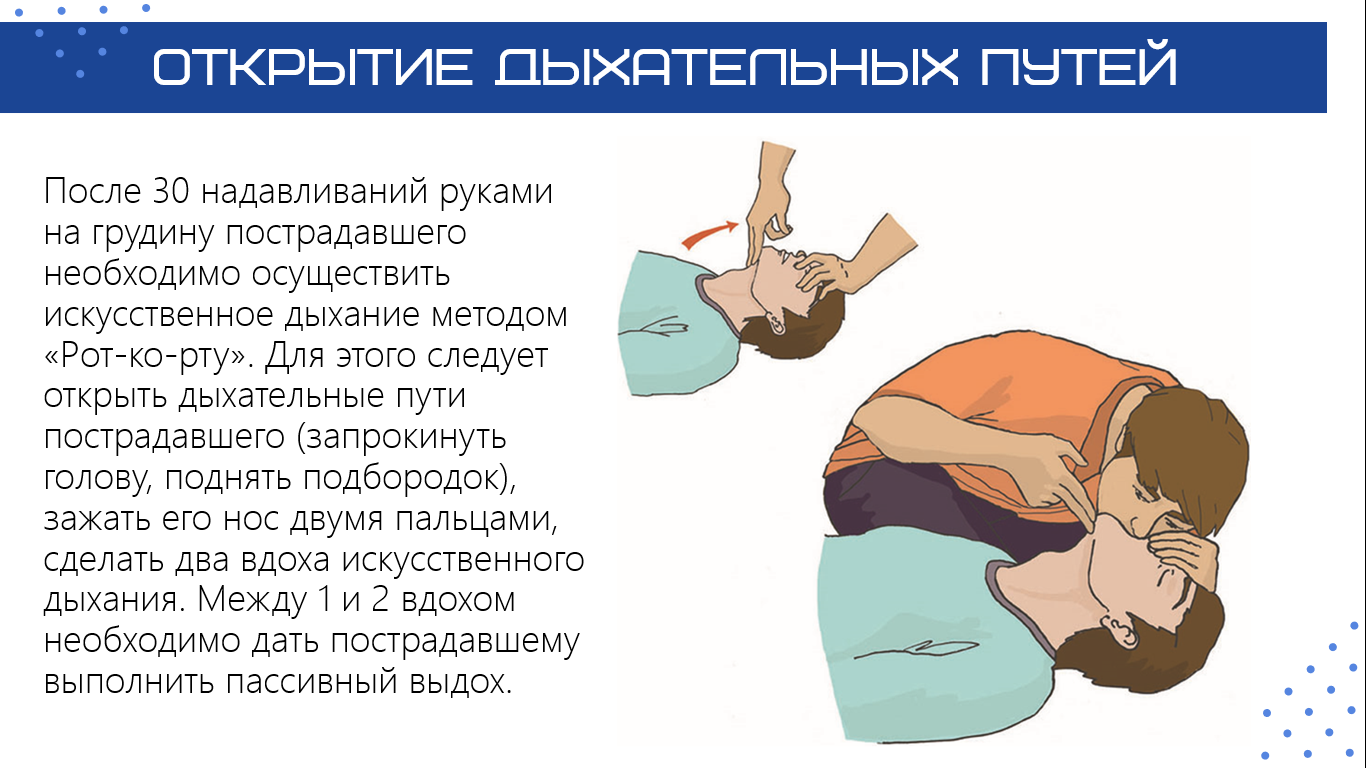 ОТКРЫТИЕ ДЫХАТЕЛЬНЫХ ПУТЕЙ
После 30 надавливаний руками
на грудину пострадавшего
необходимо осуществить
искусственное дыхание методом
«Рот-ко-рту». Для этого следует
открыть дыхательные пути
пострадавшего (запрокинуть
голову, поднять подбородок),
зажать его нос двумя пальцами,
сделать два вдоха искусственного
дыхания. Между 1 и 2 вдохом
необходимо дать пострадавшему
выполнить пассивный выдох.